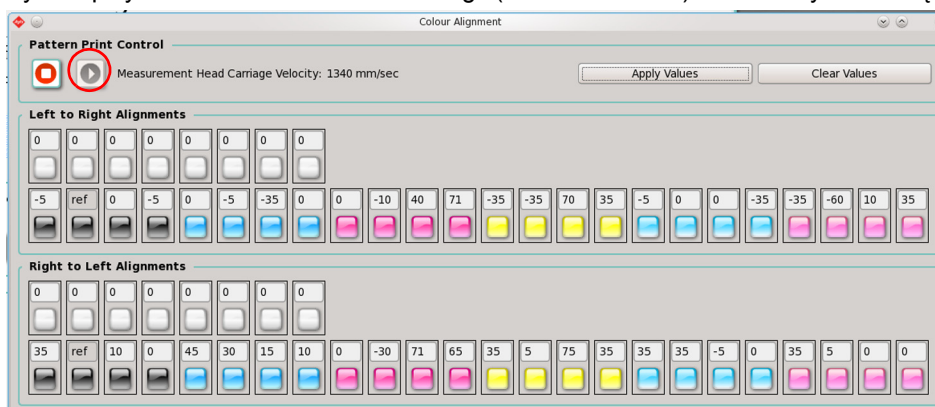 Colour Alignment
Pattern Print Control
Measurement Head Carriage Velocity: 1340 mm/sec
Apply Values
Clear Values
Left to Right Alignments
0 0 0 0 0 0 0 0
-5 ref 0 -5 0 -5 -35 0 0 -10 40 71 -35 -35 70 35 -5 0 0 -35 -35 -60 10 35
Right to Left Alignments
0 0 0 0 0 0 0 0
35 ref 10 0 45 30 15 10 0 -30 71 65 35 5 75 35 35 35 -5 0 35 5 0 0